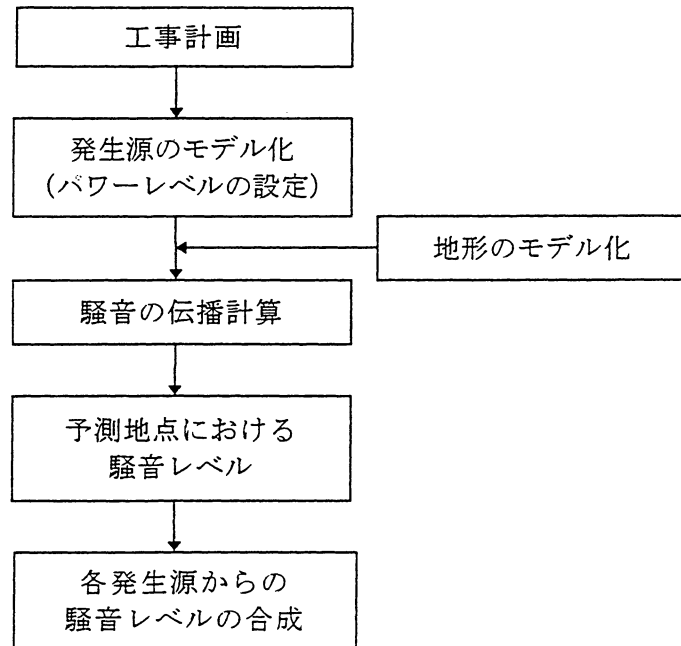 工事計画
発生源のモデル化
(パワーレベルの設定)
地形のモデル化
騒音の伝播計算
予測地点における
騒音レベル
各発生源からの
騒音レベルの合成